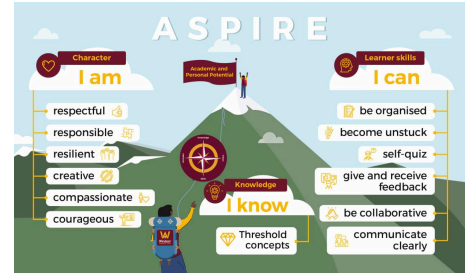 ASPIRE
Character
I am
respectful
responsible
resilient
creative
compassionate
courageous
Academic and
Personal Potential
Knowledge
I know
Threshold
concepts
Learner skills
I can
be organised
become unstuck
self-quiz
give and receive
feedback
be collaborative
communicate
clearly